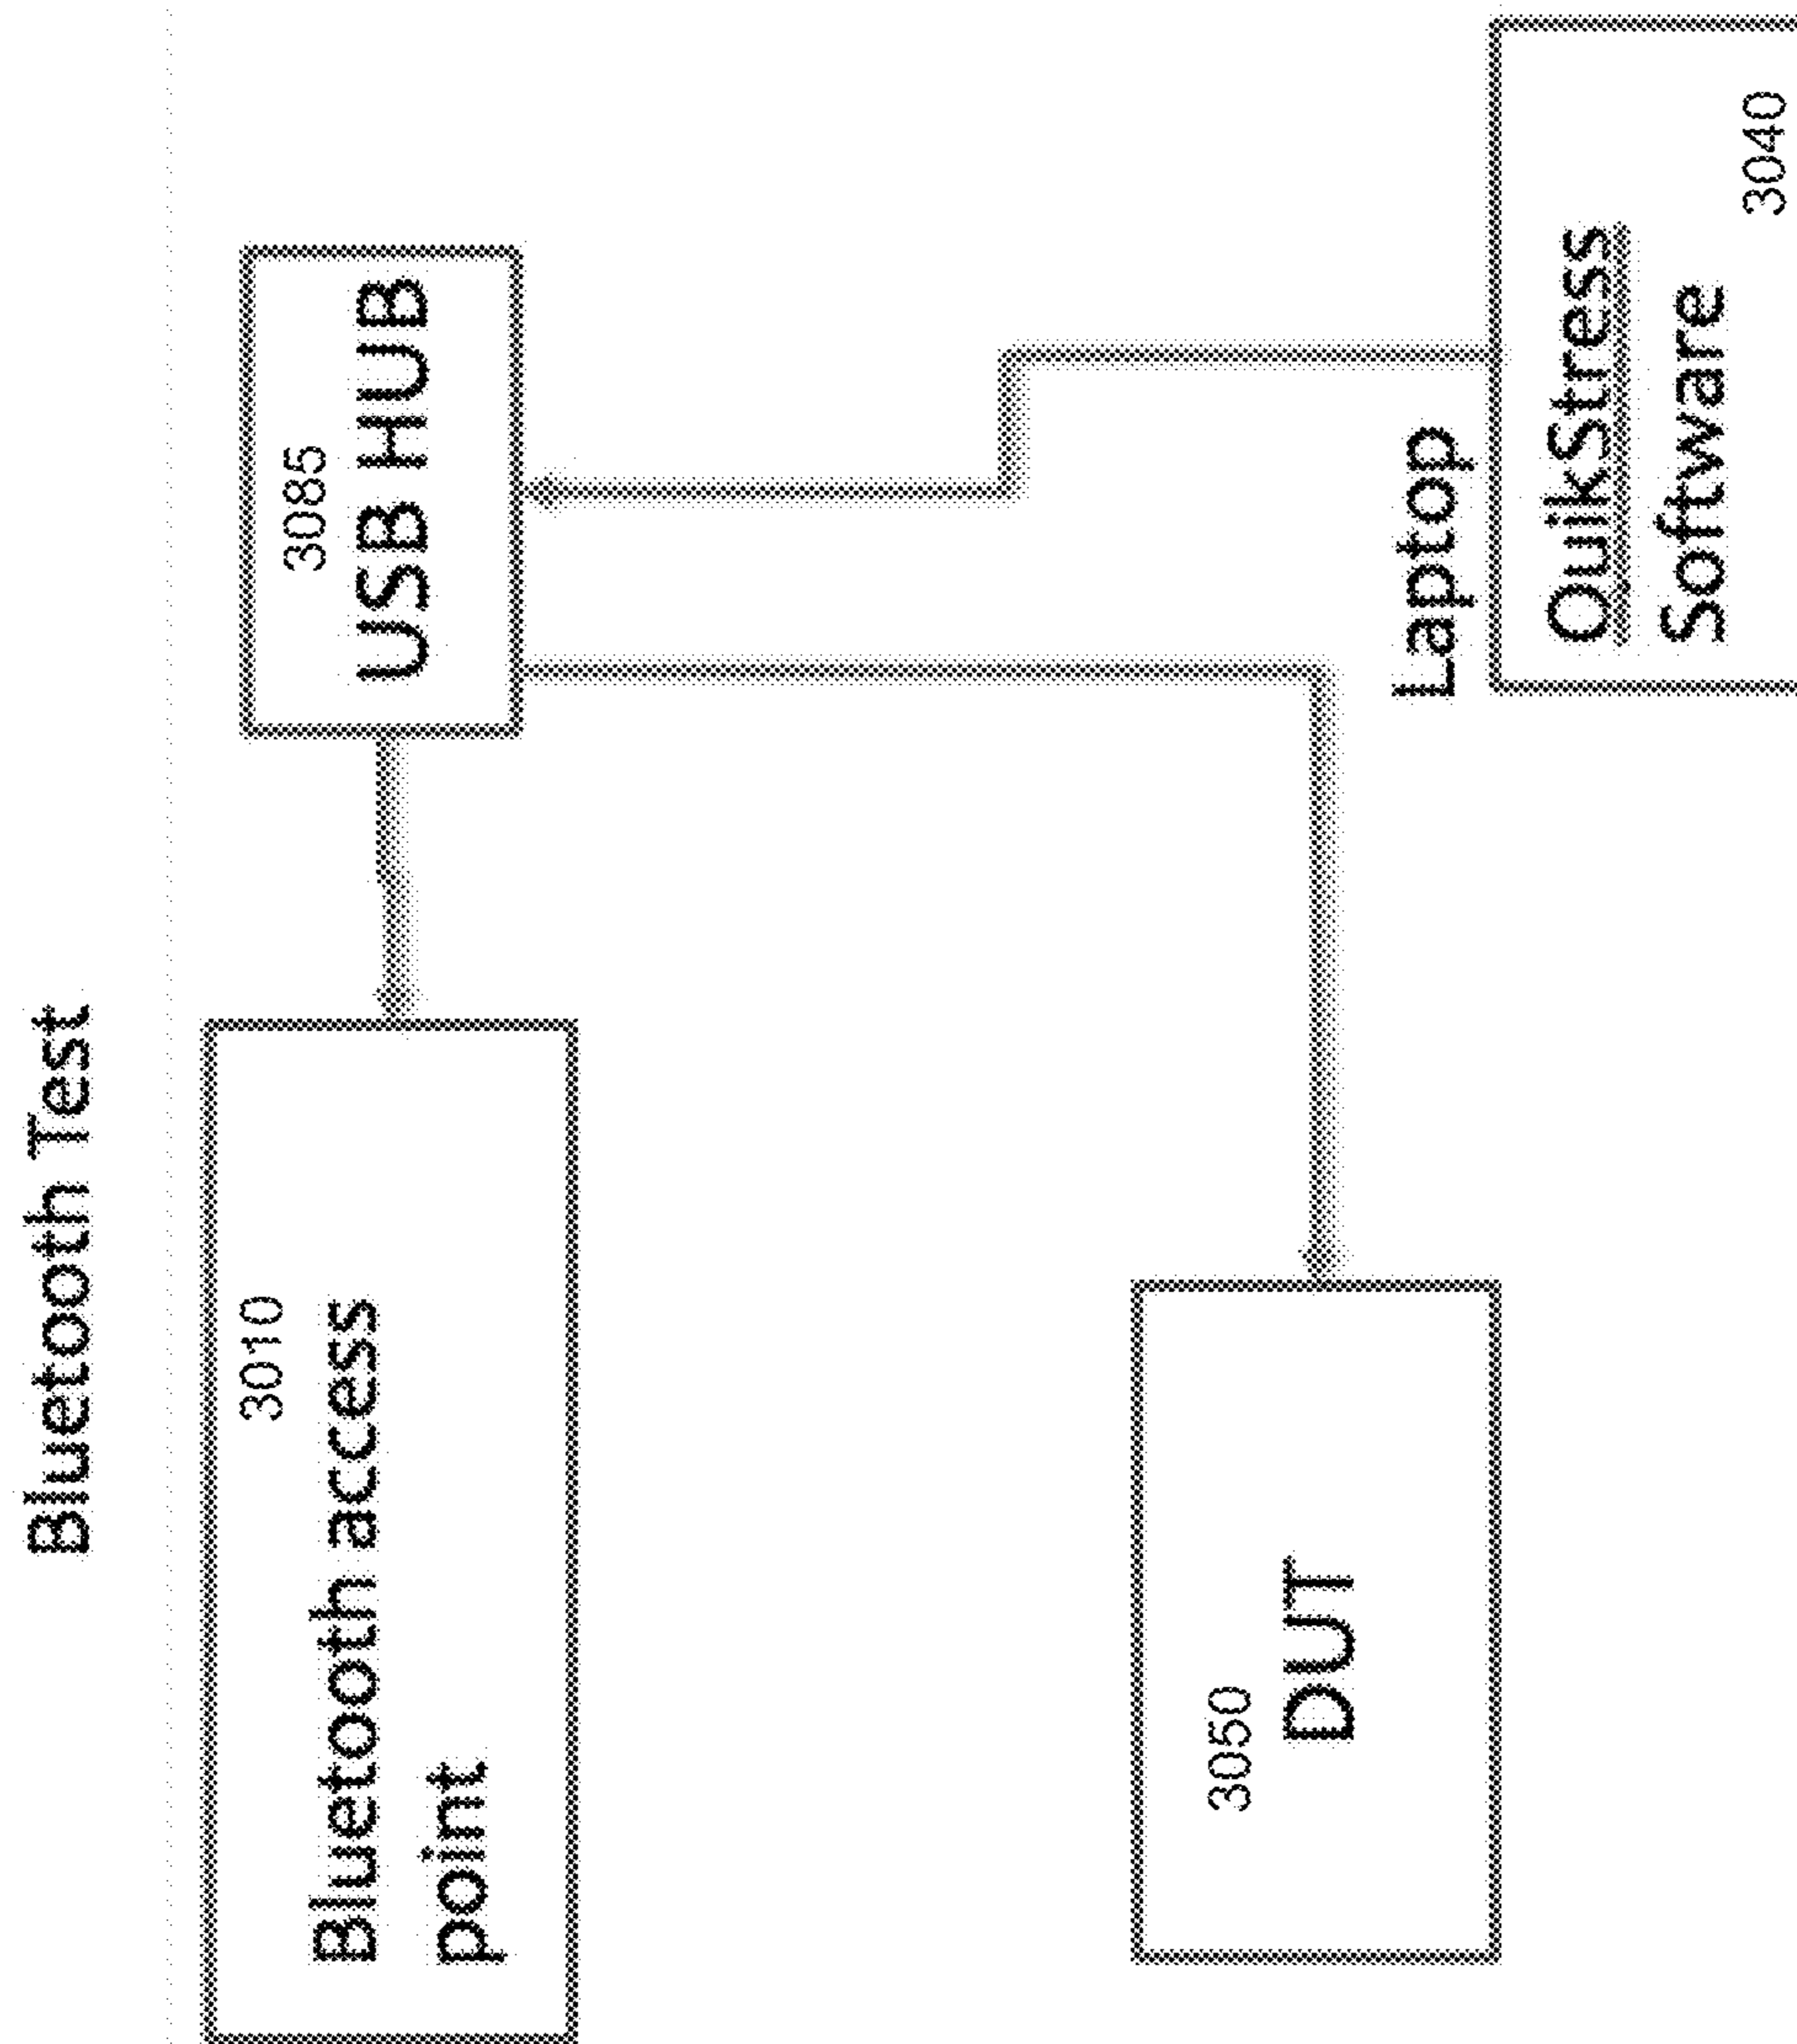 Bluetooth Test
3010
Bluetooth access
point
3085
USB HUB
3050
DUT
Laptop
QuikStress
Software
3040